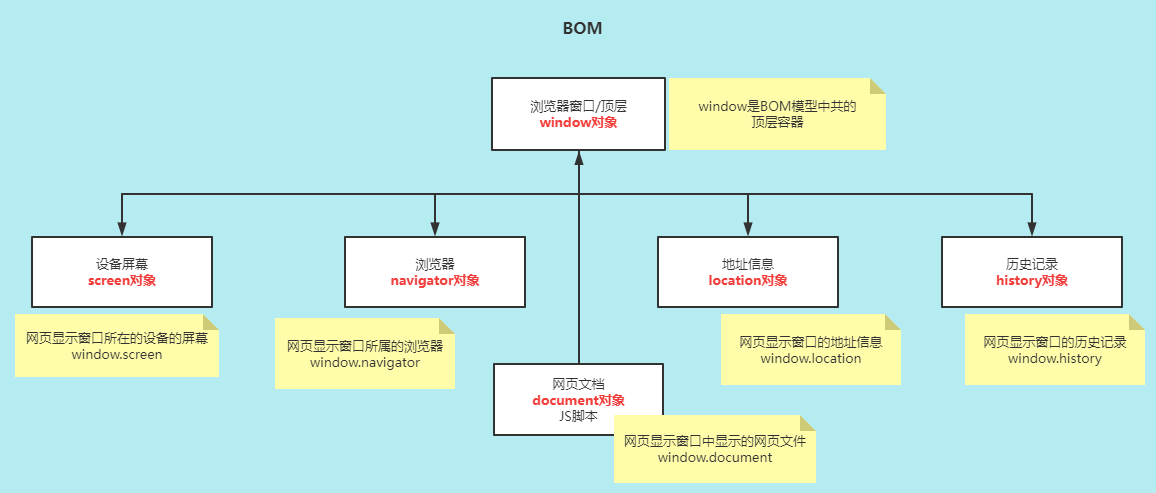 BOM
浏览器窗口/顶层
window对象
window是BOM模型中共的
顶层容器
设备屏幕
screen对象
浏览器
navigator对象
地址信息
location对象
历史记录
history对象
网页显示窗口所在的设备的屏幕
window.screen
网页显示窗口所属的浏览器
window.navigator
网页显示窗口的地址信息
window.location
网页显示窗口的历史记录
window.history
网页文档
document对象
JS脚本
网页显示窗口中显示的网页文件
window.document